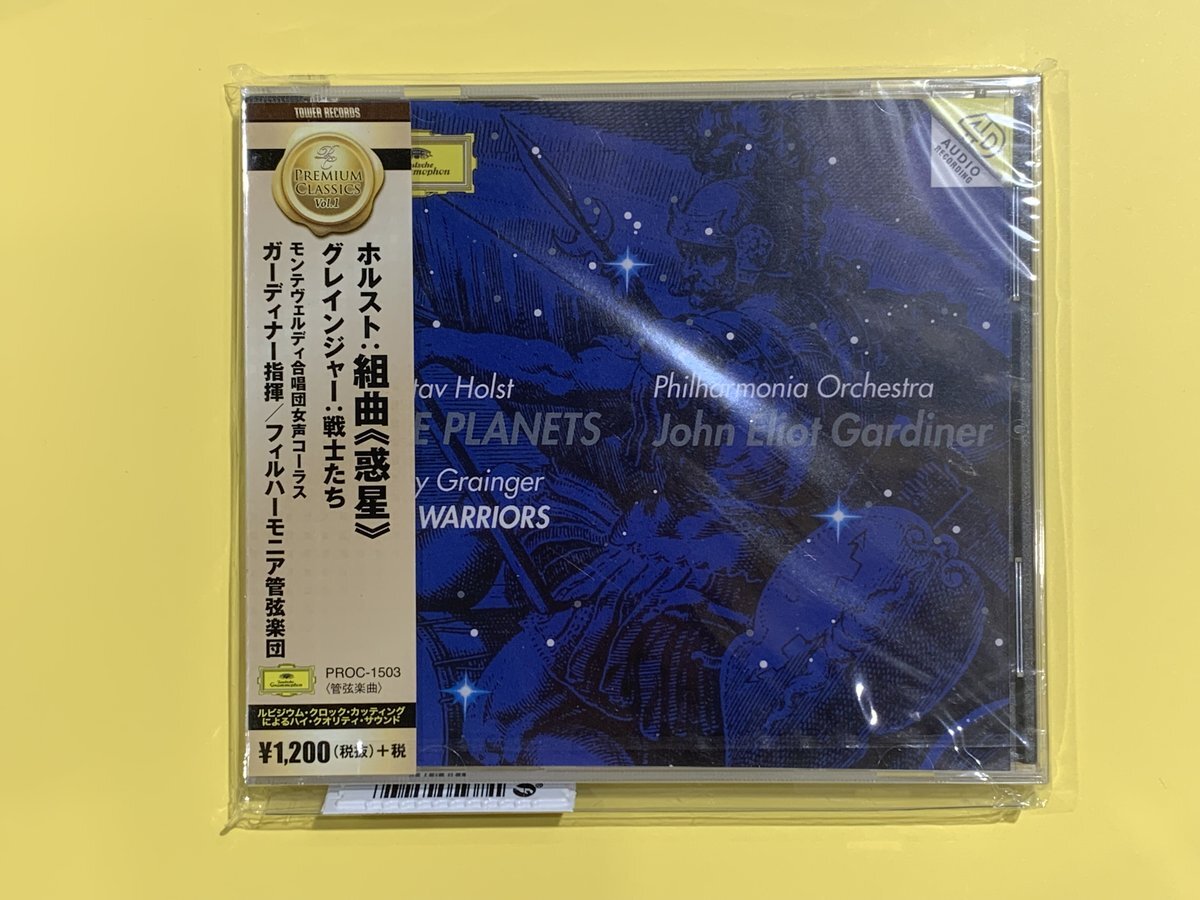 TOWER RECORDS
PREMIUM
CLASSICS
Vol.1
ホルスト：組曲《惑星》
グレインジャー：戦士たち
モンテヴェルディ合唱団女声コーラス
ガーディナー指揮／フィルハーモニア管弦楽団
Deutsche
Grammophon
PROC-1503
〈管弦楽曲〉
ルビジウム・クロック・カッティング
によるハイ・クオリティ・サウンド
¥1,200(税抜)+税
4D
AUDIO
RECORDING
tav Holst
E PLANETS
y Grainger
WARRIORS
Philharmonia Orchestra
John Eliot Gardiner